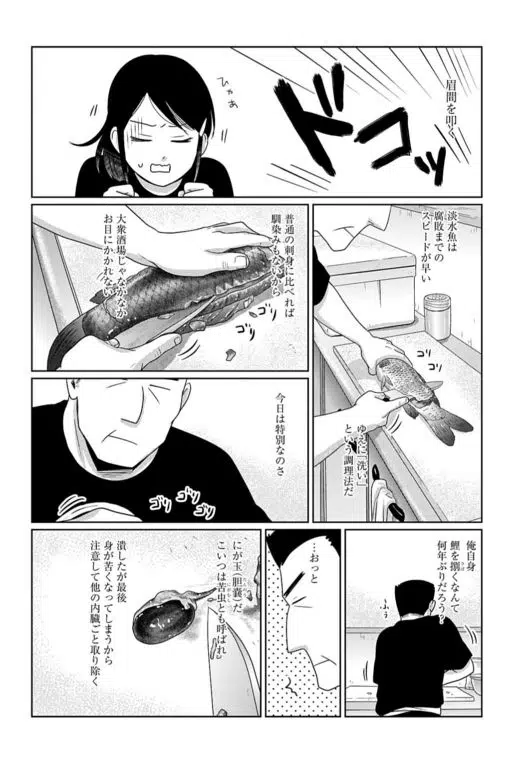 眉間を叩く
ドコッ
ひゃあ
淡水魚は
腐敗までの
スピードが早い
ゴリ
ゴリ
ゆえに「洗い」
という調理法だ
普通の刺身に比べれば
馴染みもないから
大衆酒場じゃなかなか
お目にかかれない
ゴリ
ゴリ
今日は特別なのさ
ゴリ
ゴリ
ゴリ
俺自身
鯉を捌くなんて
何年ぶりだろう?
ふぅ
…おっと
にが玉(胆嚢)だ
こいつは苦虫とも呼ばれ
潰したが最後
身が苦くなってしまうから
注意して他の内臓ごと取り除く